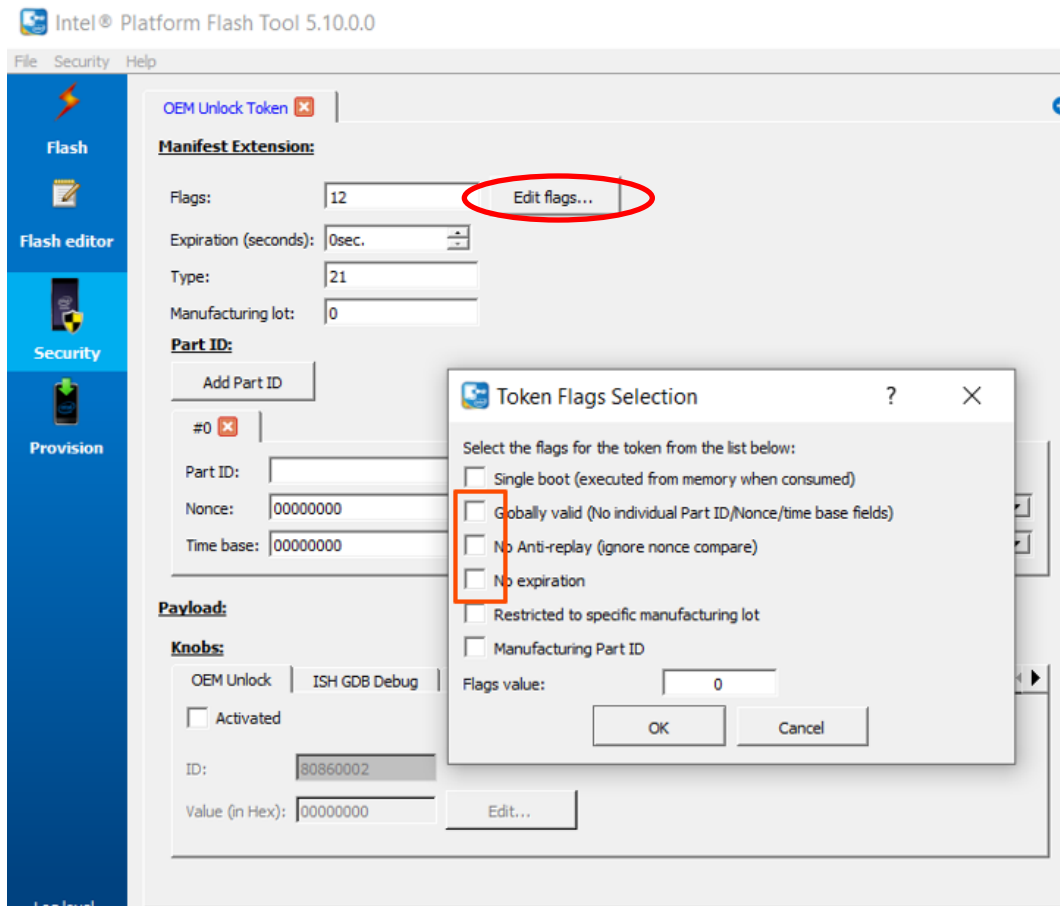 Intel® Platform Flash Tool 5.10.0.0
File Security Help
OEM Unlock Token
Flash
Manifest Extension:
Flags: 12 Edit flags...
Flash editor
Expiration (seconds): 0sec.
Type: 21
Manufacturing lot: 0
Security
Part ID:
Add Part ID
Token Flags Selection ?
#0
Provision
Select the flags for the token from the list below:
Part ID:
Single boot (executed from memory when consumed)
Nonce: 00000000
Globally valid (No individual Part ID/Nonce/time base fields)
Time base: 00000000
No Anti-replay (ignore nonce compare)
No expiration
Payload:
Restricted to specific manufacturing lot
Knobs:
Manufacturing Part ID
OEM Unlock ISH GDB Debug
Flags value: 0
Activated
OK Cancel
ID: 80860002
Value (in Hex): 00000000 Edit...